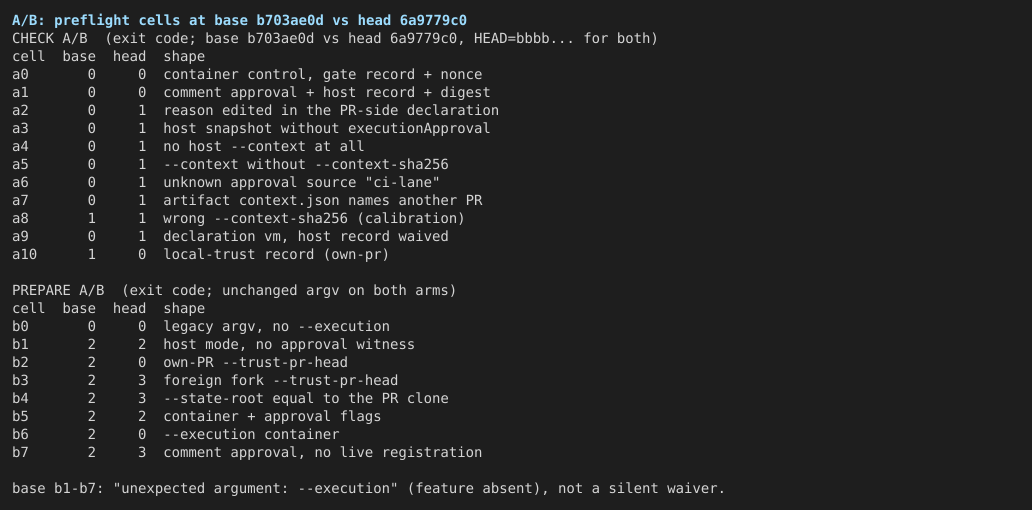 A/B: preflight cells at base b703ae0d vs head 6a9779c0
CHECK A/B  (exit code; base b703ae0d vs head 6a9779c0, HEAD=bbbb... for both)
cell  base  head  shape
a0       0     0  container control, gate record + nonce
a1       0     0  comment approval + host record + digest
a2       0     1  reason edited in the PR-side declaration
a3       0     1  host snapshot without executionApproval
a4       0     1  no host --context at all
a5       0     1  --context without --context-sha256
a6       0     1  unknown approval source "ci-lane"
a7       0     1  artifact context.json names another PR
a8       1     1  wrong --context-sha256 (calibration)
a9       0     1  declaration vm, host record waived
a10      1     0  local-trust record (own-pr)

PREPARE A/B  (exit code; unchanged argv on both arms)
cell  base  head  shape
b0       0     0  legacy argv, no --execution
b1       2     2  host mode, no approval witness
b2       2     0  own-PR --trust-pr-head
b3       2     3  foreign fork --trust-pr-head
b4       2     3  --state-root equal to the PR clone
b5       2     2  container + approval flags
b6       2     0  --execution container
b7       2     3  comment approval, no live registration

base b1-b7: "unexpected argument: --execution" (feature absent), not a silent waiver.